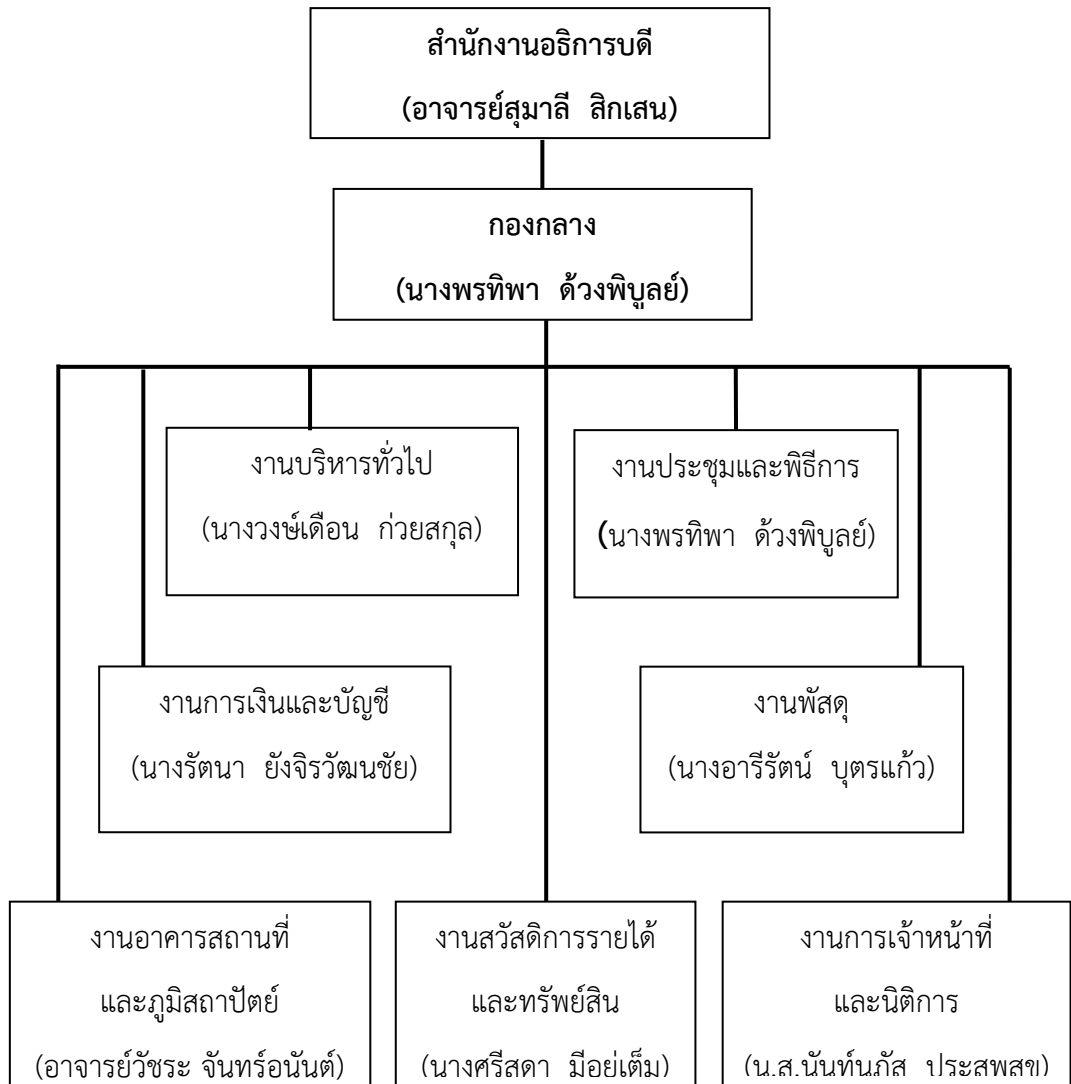 สำนักงานอธิการบดี
(อาจารย์สุมาลี สิกเสน)
กองกลาง
(นางพรทิพา ด้วงพิบูลย์)
งานบริหารทั่วไป
(นางวงษ์เดือน ก่วยสกุล)
งานประชุมและพิธีการ
(นางพรทิพา ด้วงพิบูลย์)
งานการเงินและบัญชี
(นางรัตนา ยังจิรวัฒนชัย)
งานพัสดุ
(นางอารีรัตน์ บุตรแก้ว)
งานอาคารสถานที่
และภูมิสถาปัตย์
(อาจารย์วัชระ จันทร์อนันต์)
งานสวัสดิการรายได้
และทรัพย์สิน
(นางศรีสุดา มีอยู่เต็ม)
งานการเจ้าหน้าที่
และนิติการ
(น.ส.นันท์นภัส ประสพสุข)